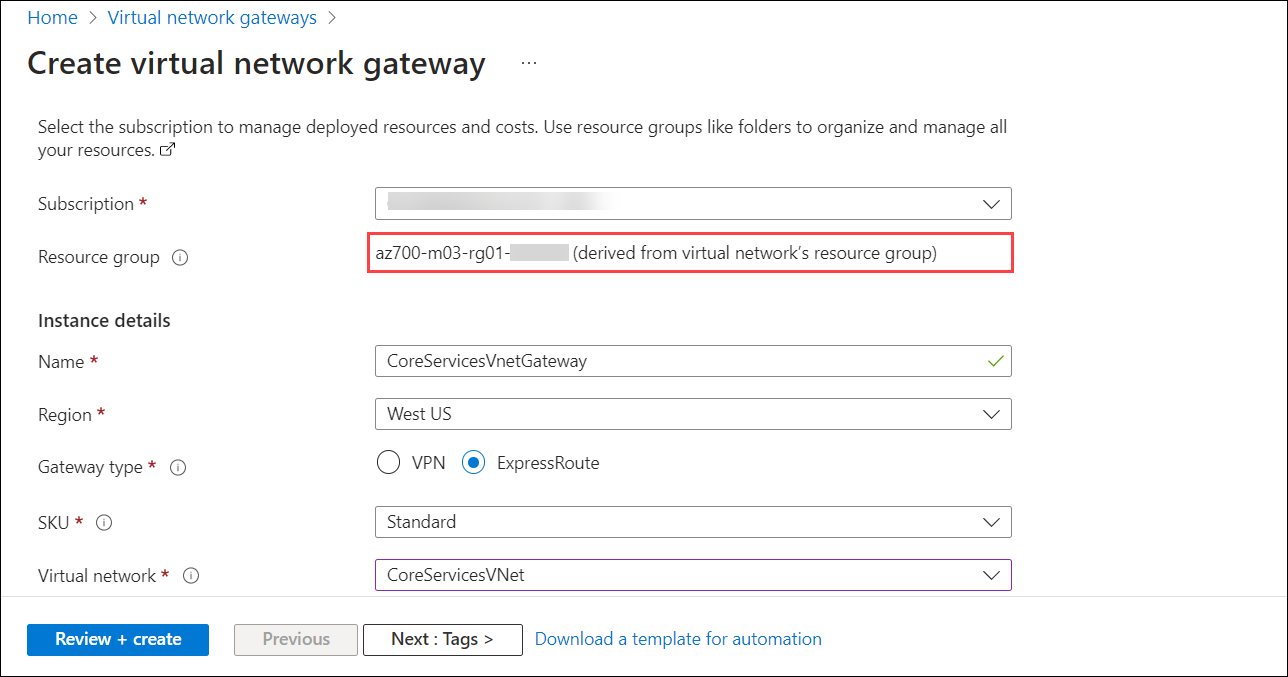 Home > Virtual network gateways >
Create virtual network gateway ...
Select the subscription to manage deployed resources and costs. Use resource groups like folders to organize and manage all
your resources.
Subscription *
Resource group az700-m03-rg01- (derived from virtual network’s resource group)
Instance details
Name * CoreServicesVnetGateway
Region * West US
Gateway type * VPN ExpressRoute
SKU * Standard
Virtual network * CoreServicesVNet
Review + create Previous Next : Tags > Download a template for automation